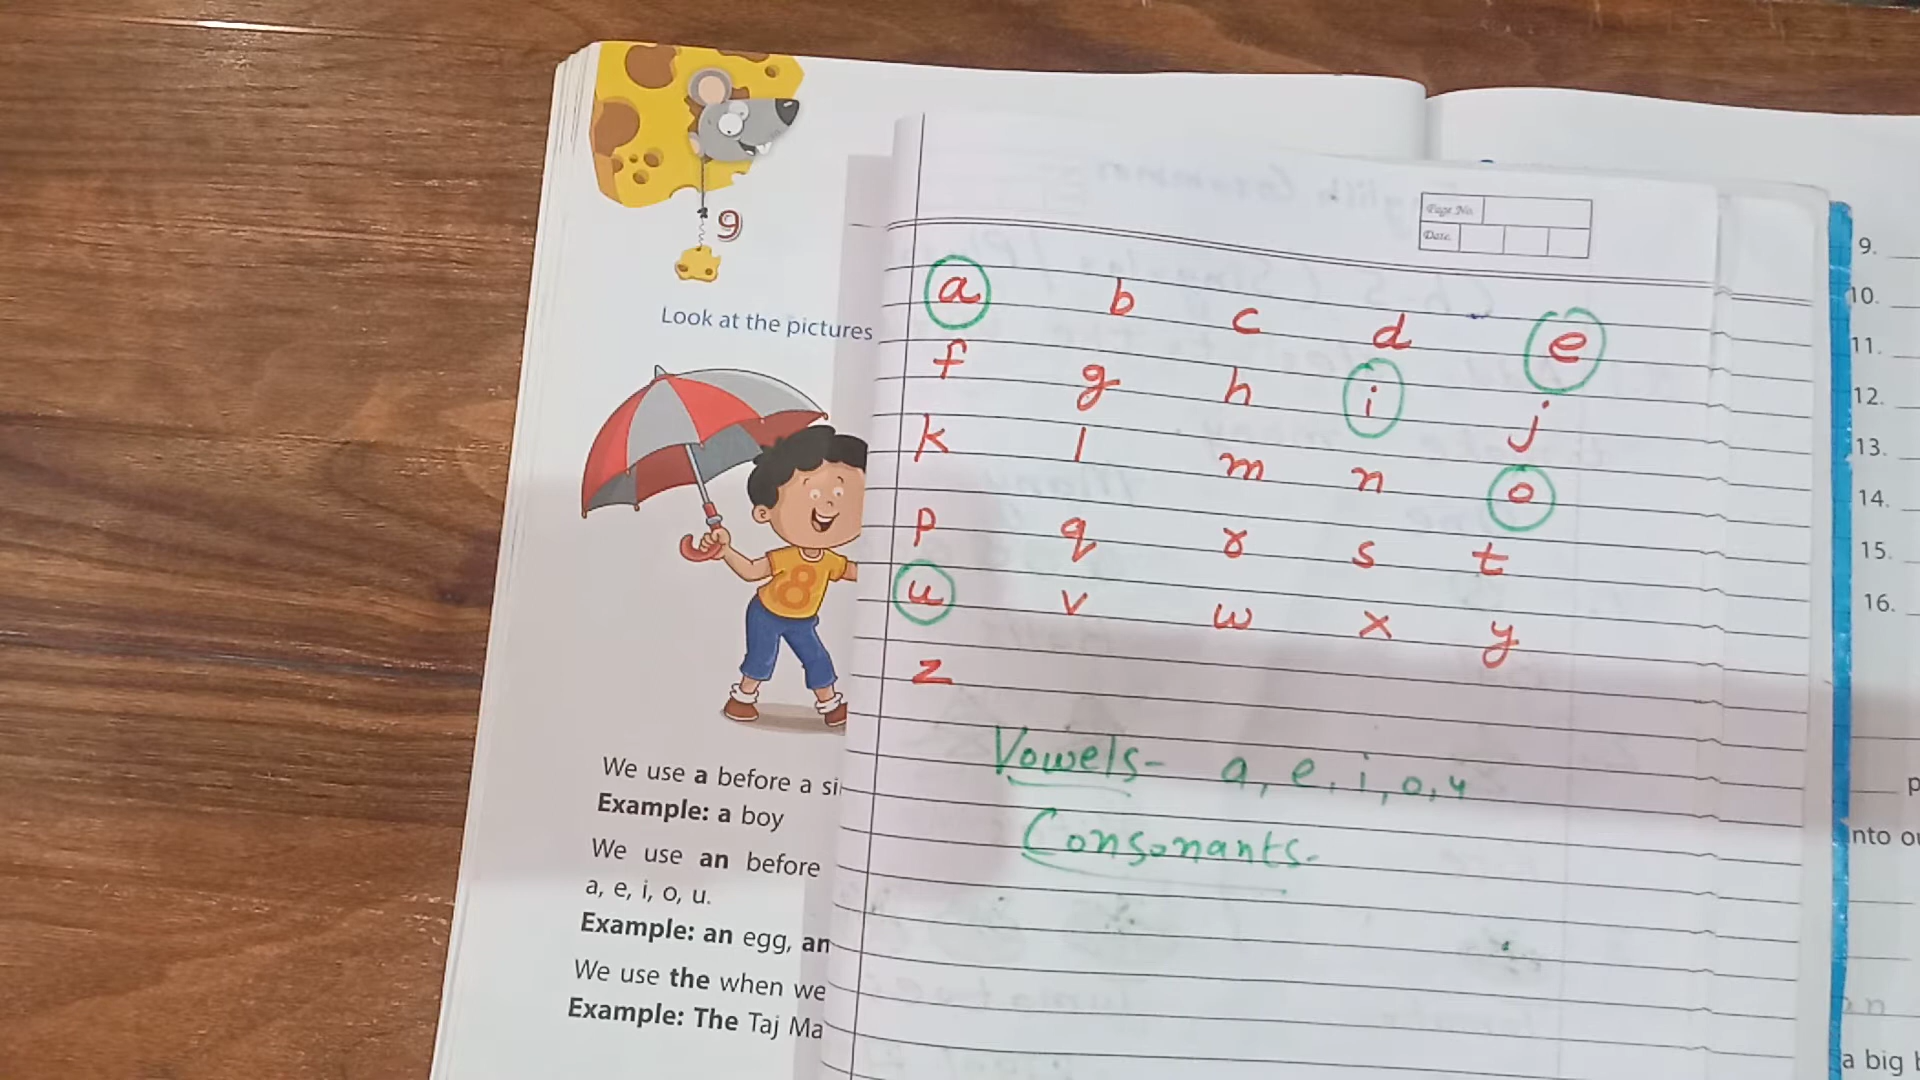 9
Look at the pictures
8
We use a before a si
Example: a boy
We use an before
a, e, i, o, u.
Example: an egg, an
We use the when we
Example: The Taj Ma
Page No.
Date.
a b c d e
f g h i j
k l m n o
p q r s t
u v w x y
z
Vowels- a, e, i, o, u
Consonants-
9.
10.
11.
12.
13.
14.
15.
16.
p
nto ou
a big